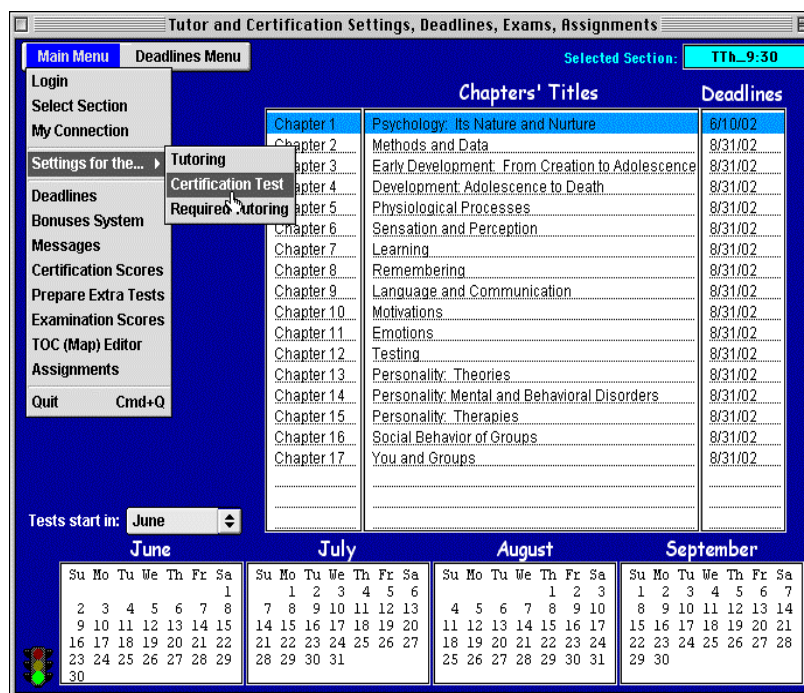 Tutor and Certification Settings, Deadlines, Exams, Assignments
Main Menu Deadlines Menu Selected Section: TTh_9:30
Login
Select Section
My Connection
Settings for the...
Deadlines
Bonuses System
Messages
Certification Scores
Prepare Extra Tests
Examination Scores
TOC (Map) Editor
Assignments
Quit Cmd+Q
Tutoring
Certification Test
Required Tutoring
Chapters' Titles Deadlines
Chapter 1 Psychology: Its Nature and Nurture 6/10/02
Chapter 2 Methods and Data 8/31/02
apter 3 Early Development: From Creation to Adolescence 8/31/02
apter 4 Development: Adolescence to Death 8/31/02
apter 5 Physiological Processes 8/31/02
Chapter 6 Sensation and Perception 8/31/02
Chapter 7 Learning 8/31/02
Chapter 8 Remembering 8/31/02
Chapter 9 Language and Communication 8/31/02
Chapter 10 Motivations 8/31/02
Chapter 11 Emotions 8/31/02
Chapter 12 Testing 8/31/02
Chapter 13 Personality: Theories 8/31/02
Chapter 14 Personality: Mental and Behavioral Disorders 8/31/02
Chapter 15 Personality: Therapies 8/31/02
Chapter 16 Social Behavior of Groups 8/31/02
Chapter 17 You and Groups 8/31/02
Tests start in: June
June
Su Mo Tu We Th Fr Sa
1
2 3 4 5 6 7 8
9 10 11 12 13 14 15
16 17 18 19 20 21 22
23 24 25 26 27 28 29
30
July
Su Mo Tu We Th Fr Sa
1 2 3 4 5 6
7 8 9 10 11 12 13
14 15 16 17 18 19 20
21 22 23 24 25 26 27
28 29 30 31
August
Su Mo Tu We Th Fr Sa
1 2 3
4 5 6 7 8 9 10
11 12 13 14 15 16 17
18 19 20 21 22 23 24
25 26 27 28 29 30 31
September
Su Mo Tu We Th Fr Sa
1 2 3 4 5 6 7
8 9 10 11 12 13 14
15 16 17 18 19 20 21
22 23 24 25 26 27 28
29 30